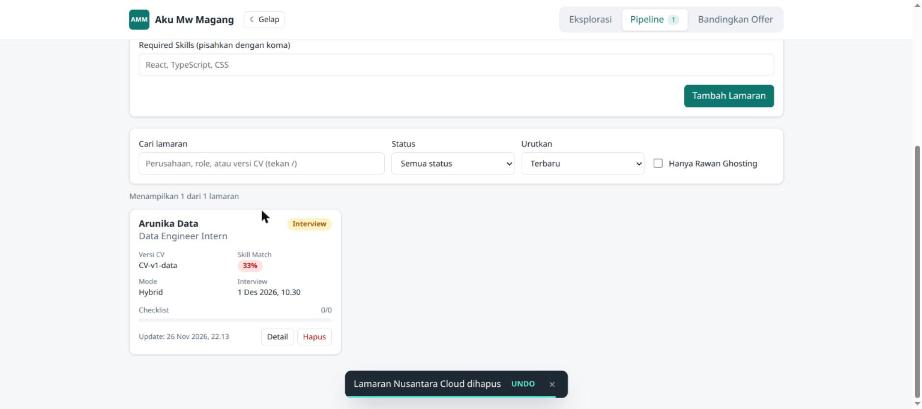 AMM Aku Mw Magang Gelap Eksplorasi Pipeline 1 Bandingkan Offer
Required Skills (pisahkan dengan koma)
React, TypeScript, CSS
Tambah Lamaran
Cari lamaran Status Urutkan
Perusahaan, role, atau versi CV (tekan /) Semua status Terbaru Hanya Rawan Ghosting
Menampilkan 1 dari 1 lamaran
Arunika Data Interview
Data Engineer Intern
Versi CV Skill Match
CV-v1-data 33%
Mode Interview
Hybrid 1 Des 2026, 10.30
Checklist 0/0
Update: 26 Nov 2026, 22.13 Detail Hapus
Lamaran Nusantara Cloud dihapus UNDO ×